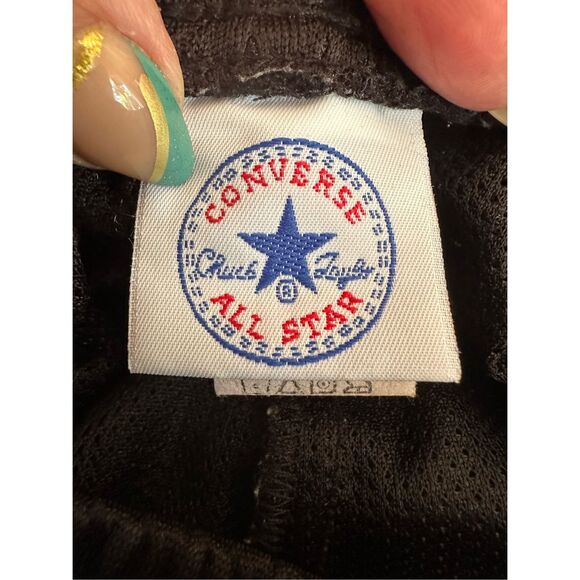 CONVERSE
Chuck Taylor
®
ALL STAR